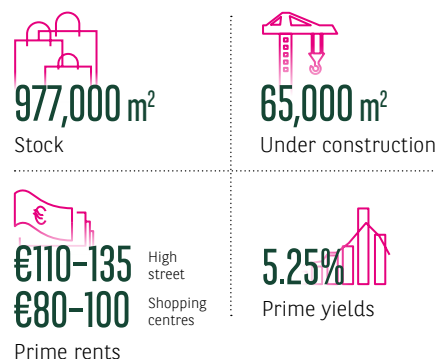 977,000 m²
Stock
65,000 m²
Under construction
€
€110–135
High
street
€80–100
Shopping
centres
Prime rents
5.25%
Prime yields